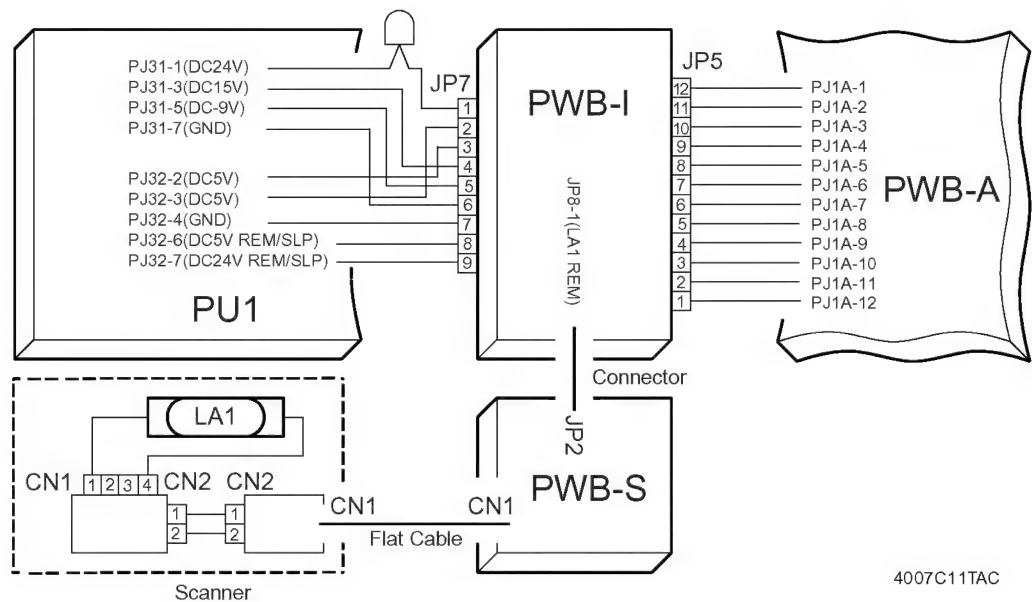 PJ31-1(DC24V)
PJ31-3(DC15V)
PJ31-5(DC-9V)
PJ31-7(GND)
PJ32-2(DC5V)
PJ32-3(DC5V)
PJ32-4(GND)
PJ32-6(DC5V REM/SLP)
PJ32-7(DC24V REM/SLP)
PU1
JP7
1
2
3
4
5
6
7
8
9
PWB-I
JP8-1(LA1 REM)
JP5
12
11
10
9
8
7
6
5
4
3
2
1
PJ1A-1
PJ1A-2
PJ1A-3
PJ1A-4
PJ1A-5
PJ1A-6
PJ1A-7
PJ1A-8
PJ1A-9
PJ1A-10
PJ1A-11
PJ1A-12
PWB-A
Connector
JP2
PWB-S
LA1
CN1
1 2 3 4
CN2
1
2
CN2
1
2
CN1
Flat Cable
CN1
Scanner
4007C11TAC